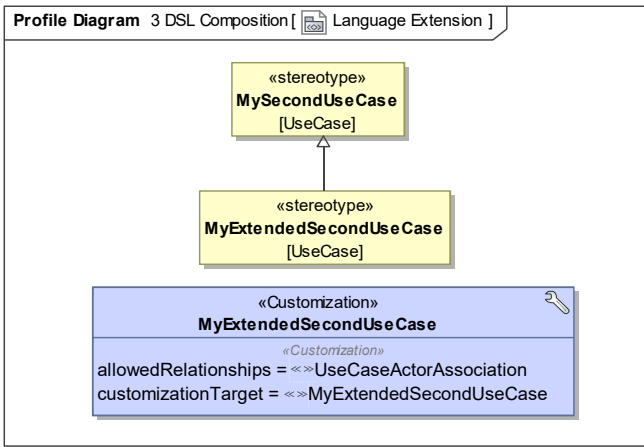 Profile Diagram 3 DSL Composition [ Language Extension ]
«stereotype»
MySecondUseCase
[UseCase]
«stereotype»
MyExtendedSecondUseCase
[UseCase]
«Customization»
MyExtendedSecondUseCase
«Customization»
allowedRelationships = «»UseCaseActorAssociation
customizationTarget = «»MyExtendedSecondUseCase